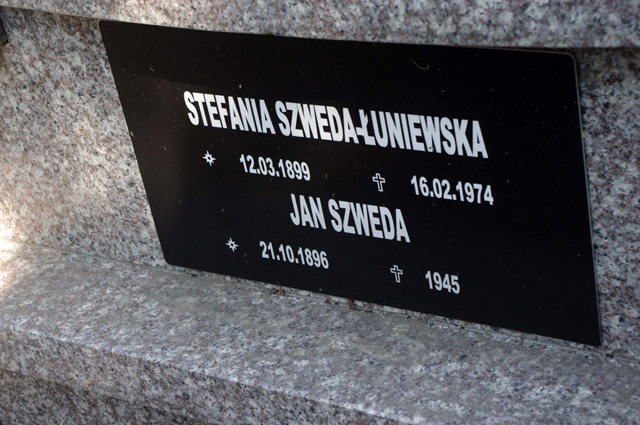 STEFANIA SZWEDA-ŁUNIEWSKA
12.03.1899 16.02.1974
JAN SZWEDA
21.10.1896 1945